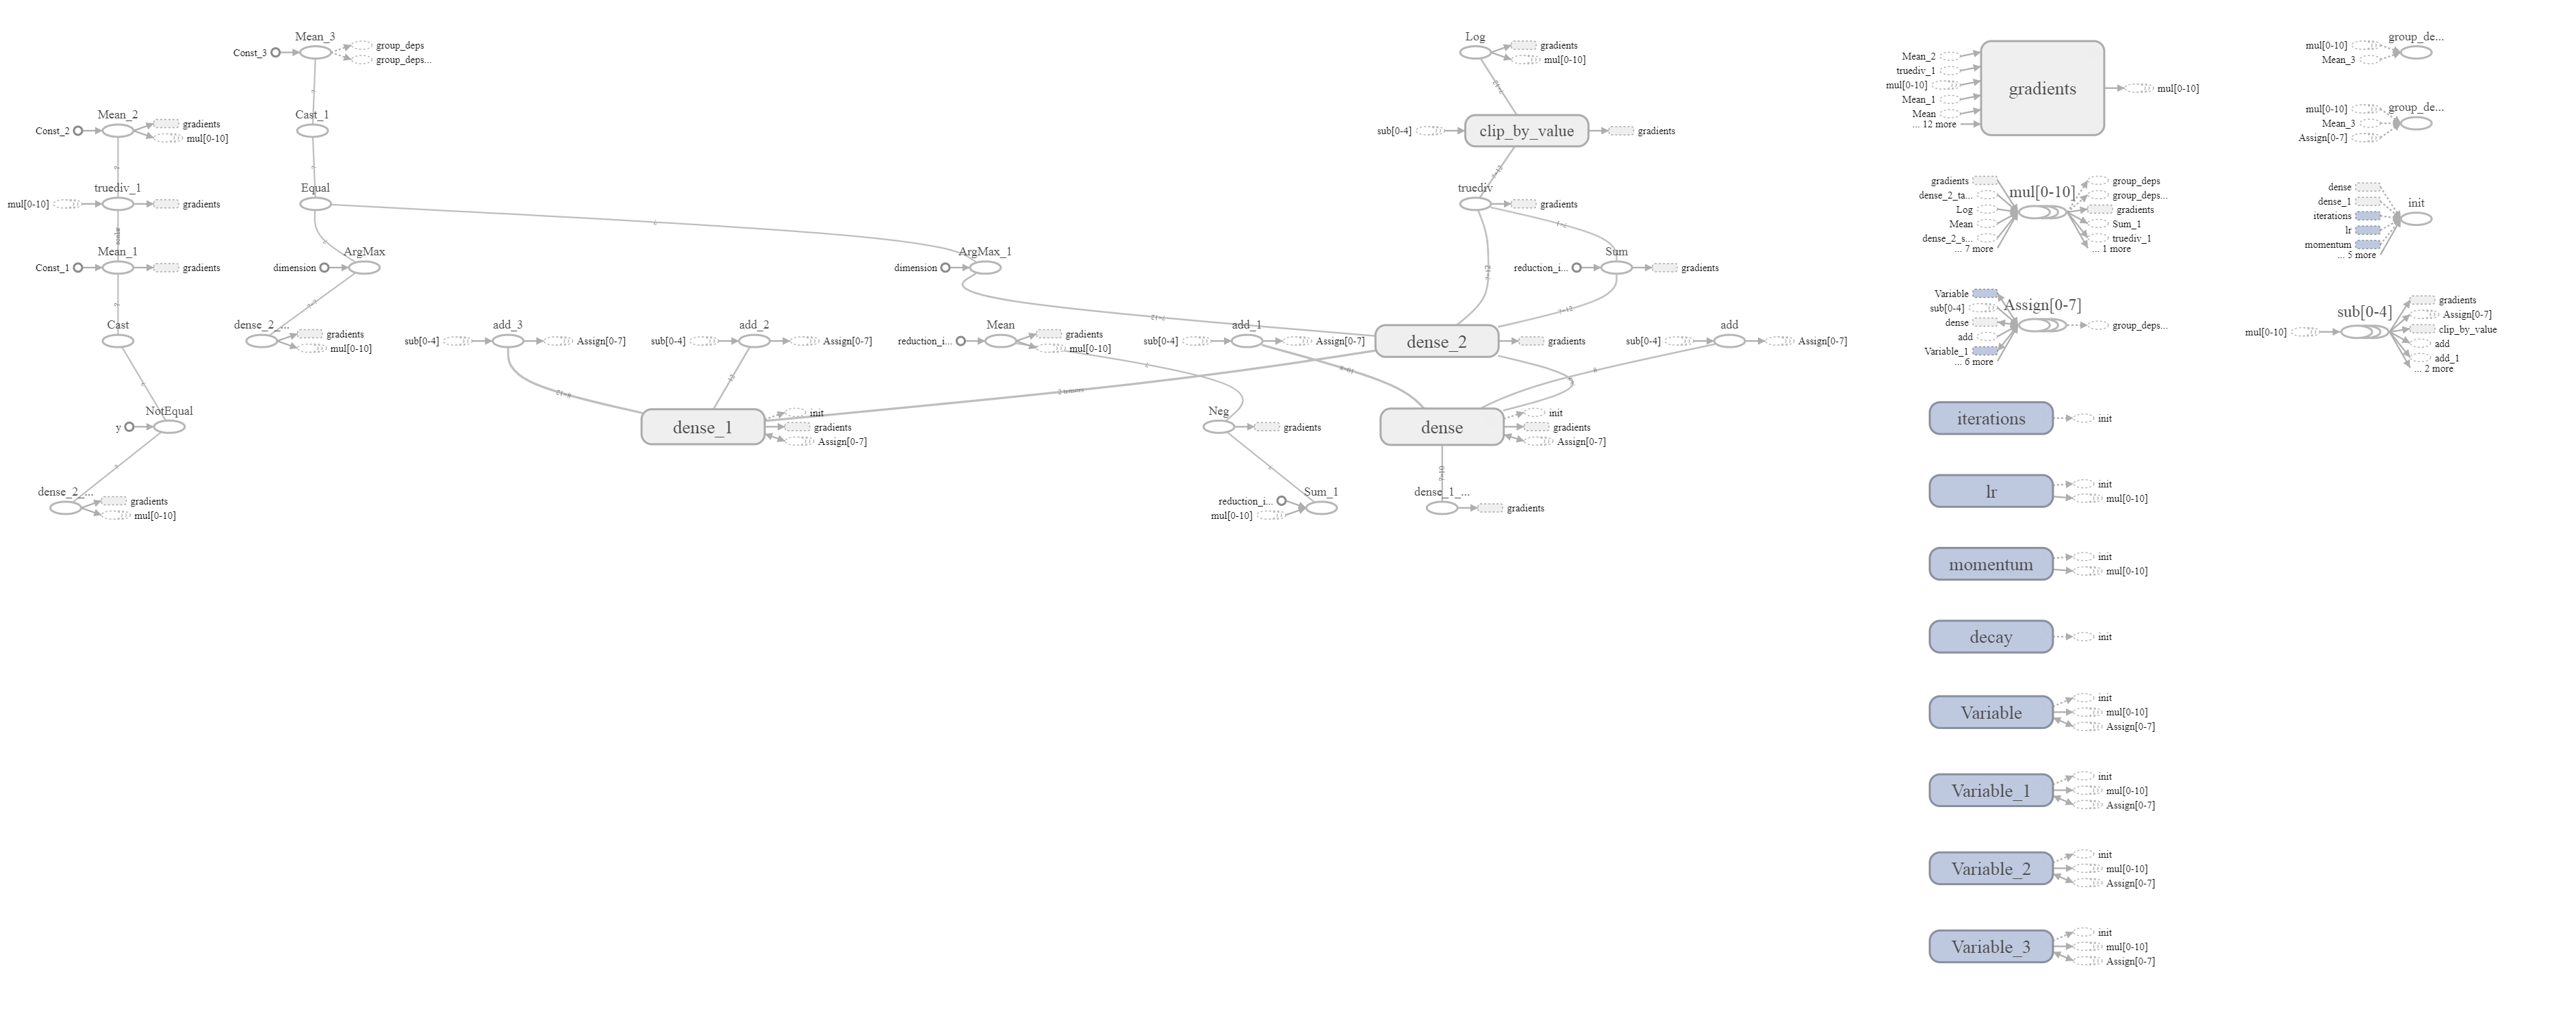 Mean_3
Const_3
group_deps
group_deps...
Mean_2
Const_2
gradients
mul[0-10]
Cast_1
truediv_1
mul[0-10]
gradients
Equal
Mean_1
Const_1
gradients
ArgMax
dimension
ArgMax_1
dimension
Cast
dense_2_...
gradients
mul[0-10]
add_3
sub[0-4]
Assign[0-7]
add_2
sub[0-4]
Assign[0-7]
Mean
reduction_i...
gradients
mul[0-10]
add_1
sub[0-4]
Assign[0-7]
dense_2
gradients
add
sub[0-4]
Assign[0-7]
NotEqual
y
dense_1
init
gradients
Assign[0-7]
Neg
gradients
dense
init
gradients
Assign[0-7]
dense_2_...
gradients
mul[0-10]
Sum_1
reduction_i...
mul[0-10]
dense_1_...
gradients
Log
gradients
mul[0-10]
clip_by_value
sub[0-4]
gradients
truediv
gradients
Sum
reduction_i...
gradients
Mean_2
truediv_1
mul[0-10]
Mean_1
Mean
... 12 more
gradients
mul[0-10]
gradients
dense_2_ta...
Log
Mean
dense_2_s...
... 7 more
mul[0-10]
group_deps
group_deps...
gradients
Sum_1
truediv_1
... 1 more
Variable
sub[0-4]
dense
add
Variable_1
... 6 more
Assign[0-7]
group_deps...
iterations
init
lr
init
mul[0-10]
momentum
init
mul[0-10]
decay
init
Variable
init
mul[0-10]
Assign[0-7]
Variable_1
init
mul[0-10]
Assign[0-7]
Variable_2
init
mul[0-10]
Assign[0-7]
Variable_3
init
mul[0-10]
Assign[0-7]
group_de...
mul[0-10]
Mean_3
group_de...
mul[0-10]
Mean_3
Assign[0-7]
dense
dense_1
iterations
lr
momentum
... 5 more
init
sub[0-4]
mul[0-10]
gradients
Assign[0-7]
clip_by_value
add
add_1
... 2 more